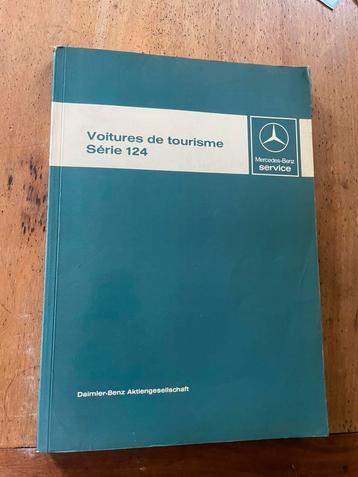 Voitures de tourisme
Série 124
Mercedes-Benz
service
Daimler-Benz Aktiengesellschaft